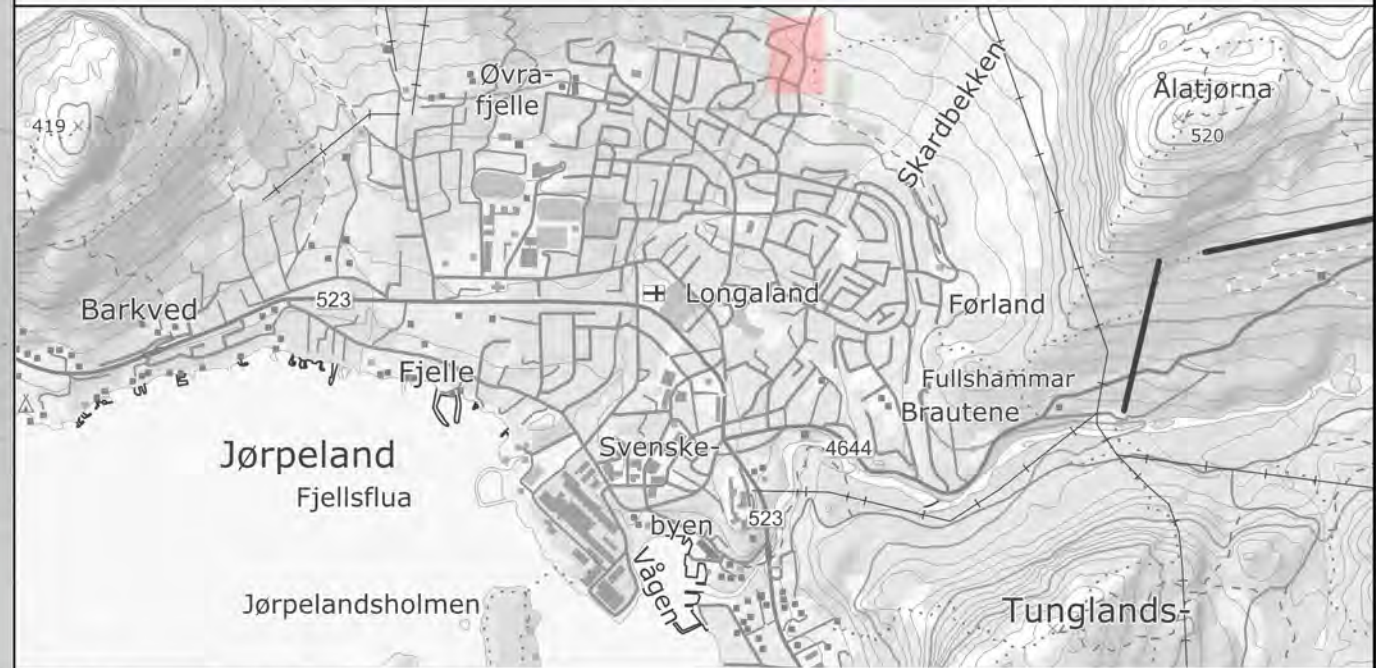 Øvra-
fjelle
Skardbekken
Ålatjørna
520
419
Barkved
523
Longaland
Førland
Fjelle
Fullshammar
Brautene
Jørpeland
Svenske-
4644
Fjellsflua
byen
523
Vågen
Jørpelandsholmen
Tunglands-